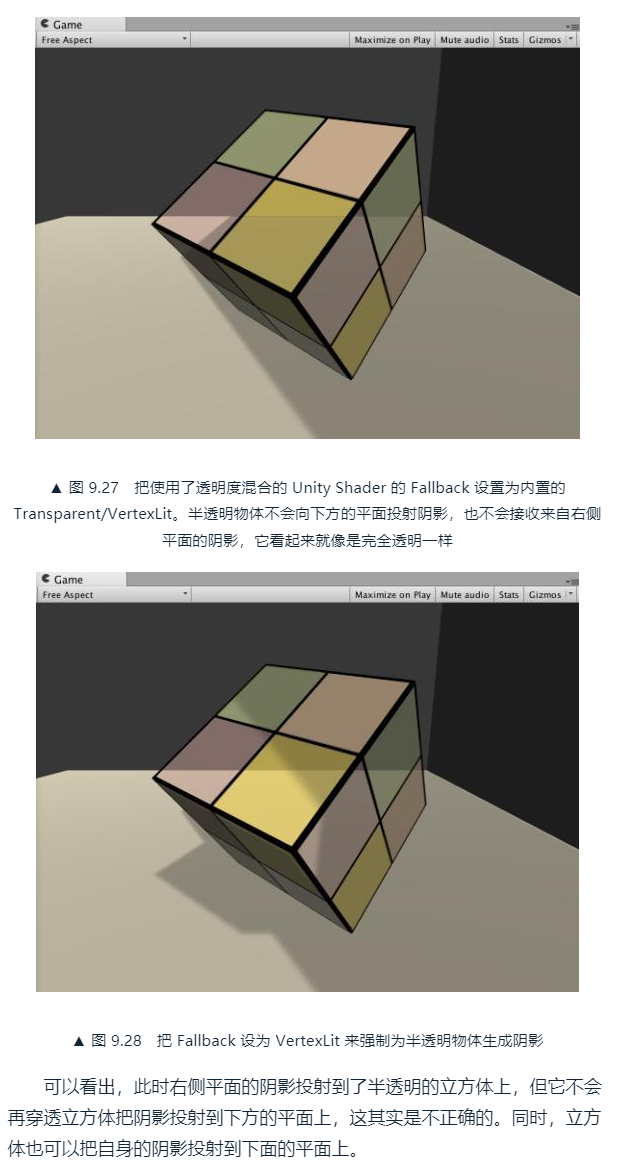 Game
Free Aspect Maximize on Play Mute audio Stats Gizmos
▲ 图 9.27 把使用了透明度混合的 Unity Shader 的 Fallback 设置为内置的
Transparent/VertexLit。半透明物体不会向下方的平面投射阴影，也不会接收来自右侧
平面的阴影，它看起来就像是完全透明一样
Game
Free Aspect Maximize on Play Mute audio Stats Gizmos
▲ 图 9.28 把 Fallback 设为 VertexLit 来强制为半透明物体生成阴影
可以看出，此时右侧平面的阴影投射到了半透明的立方体上，但它不会
再穿透立方体把阴影投射到下方的平面上，这其实是不正确的。同时，立方
体也可以把自身的阴影投射到下面的平面上。